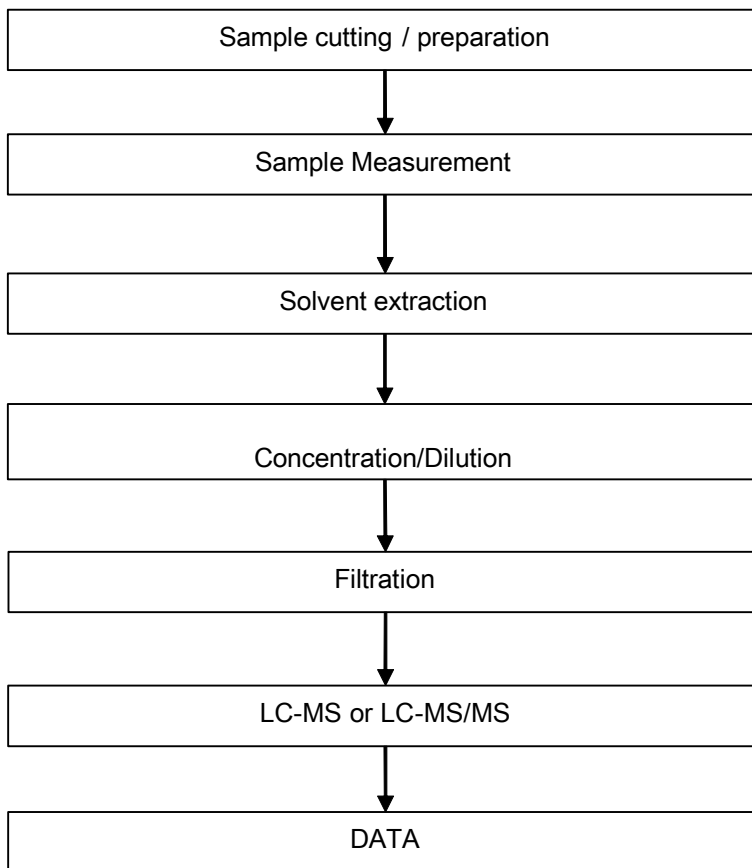 Sample cutting / preparation
Sample Measurement
Solvent extraction
Concentration/Dilution
Filtration
LC-MS or LC-MS/MS
DATA